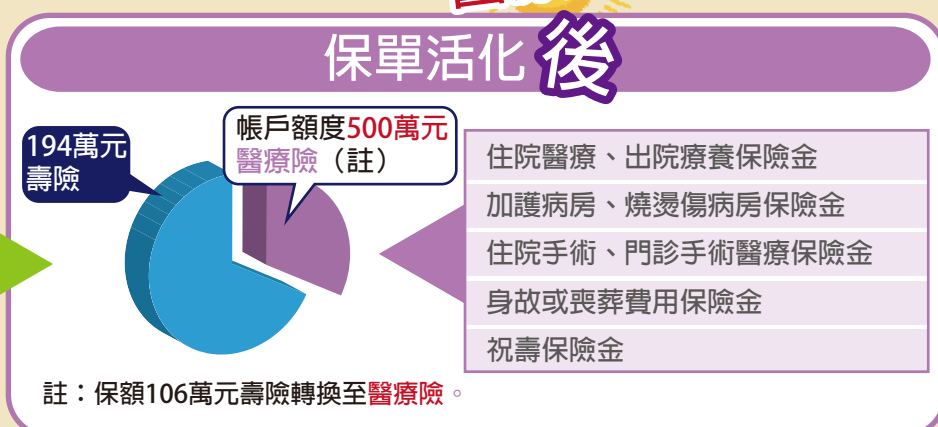 保單活化後
194萬元
壽險
帳戶額度500萬元
醫療險（註）
住院醫療、出院療養保險金
加護病房、燒燙傷病房保險金
住院手術、門診手術醫療保險金
身故或喪葬費用保險金
祝壽保險金
註：保額106萬元壽險轉換至醫療險。